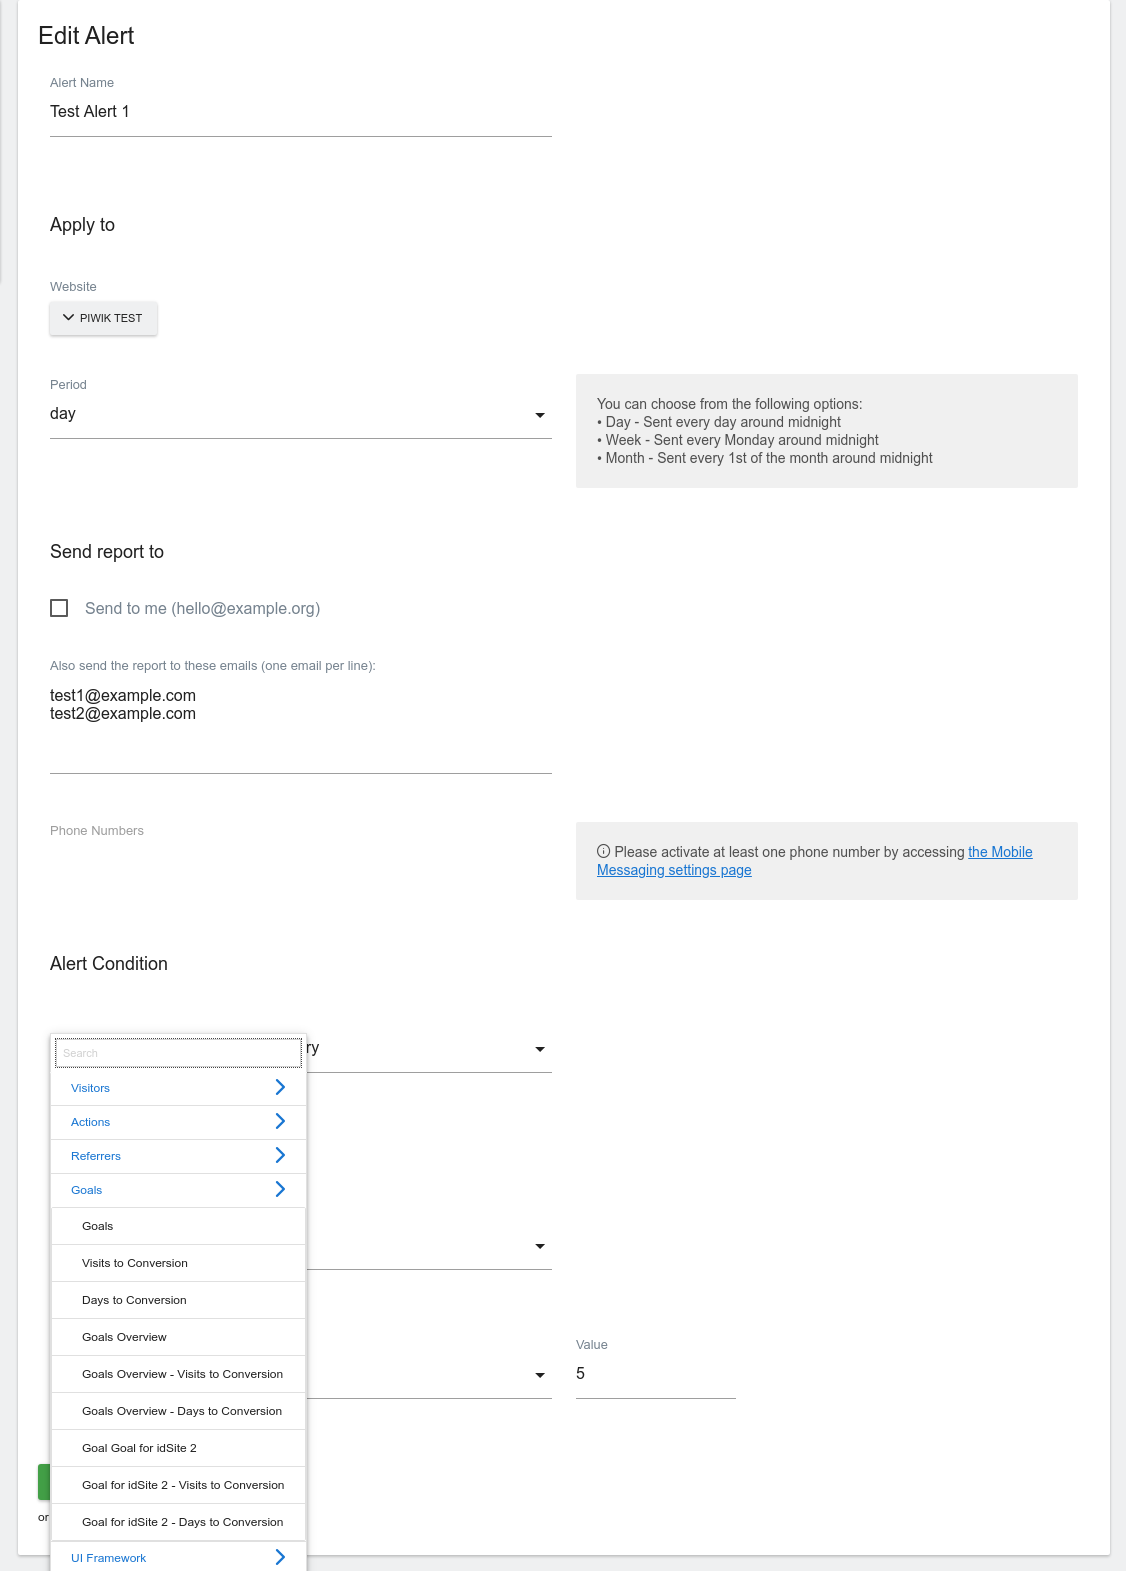 Edit Alert
Alert Name
Test Alert 1
Apply to
Website
PIWIK TEST
Period
day
You can choose from the following options:
• Day - Sent every day around midnight
• Week - Sent every Monday around midnight
• Month - Sent every 1st of the month around midnight
Send report to
Send to me (hello@example.org)
Also send the report to these emails (one email per line):
test1@example.com
test2@example.com
Phone Numbers
Please activate at least one phone number by accessing the Mobile
Messaging settings page
Alert Condition
ry
Search
Visitors
Actions
Referrers
Goals
Goals
Visits to Conversion
Days to Conversion
Goals Overview
Value
Goals Overview - Visits to Conversion
5
Goals Overview - Days to Conversion
Goal Goal for idSite 2
Goal for idSite 2 - Visits to Conversion
or
Goal for idSite 2 - Days to Conversion
UI Framework